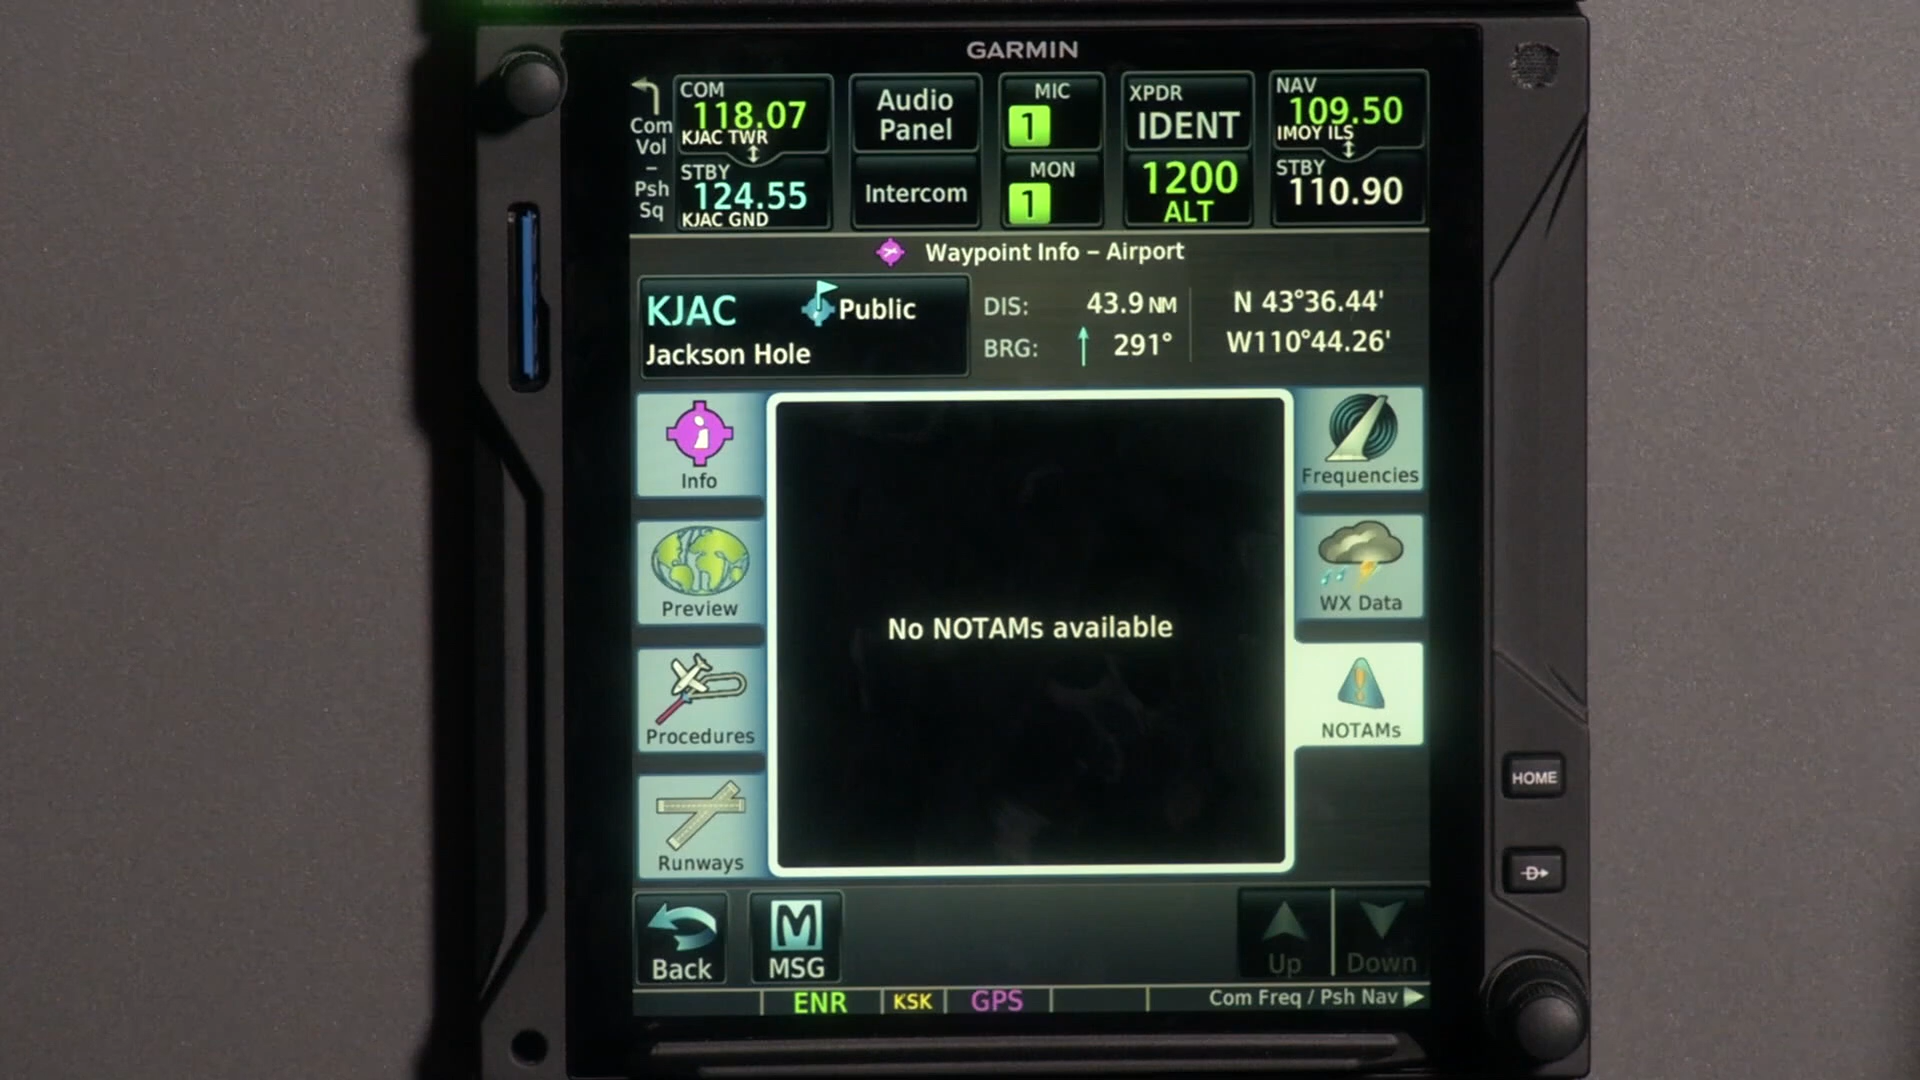 GARMIN
Com
Vol
–
Psh
Sq
COM
118.07
KJAC TWR
STBY
124.55
KJAC GND
Audio
Panel
Intercom
MIC
1
MON
1
XPDR
IDENT
1200
ALT
NAV
109.50
IMOY ILS
STBY
110.90
Waypoint Info – Airport
KJAC
Public
Jackson Hole
DIS: 43.9 NM
BRG: 291°
N 43°36.44'
W110°44.26'
Info
Preview
Procedures
Runways
No NOTAMs available
Frequencies
WX Data
NOTAMs
HOME
D
Back
M
MSG
Up
Down
ENR
KSK
GPS
Com Freq / Psh Nav